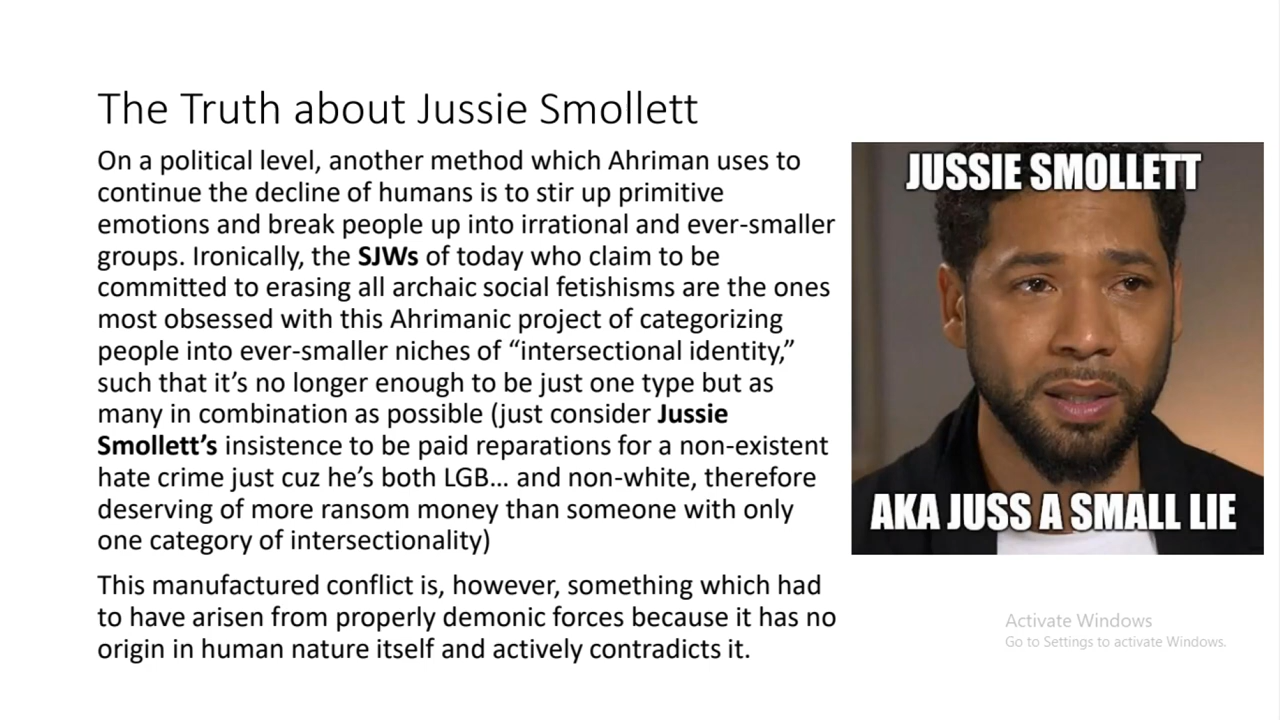 The Truth about Jussie Smollett
On a political level, another method which Ahriman uses to
continue the decline of humans is to stir up primitive
emotions and break people up into irrational and ever-smaller
groups. Ironically, the SJWs of today who claim to be
committed to erasing all archaic social fetishisms are the ones
most obsessed with this Ahrimanic project of categorizing
people into ever-smaller niches of “intersectional identity,”
such that it’s no longer enough to be just one type but as
many in combination as possible (just consider Jussie
Smollett’s insistence to be paid reparations for a non-existent
hate crime just cuz he’s both LGB… and non-white, therefore
deserving of more ransom money than someone with only
one category of intersectionality)
This manufactured conflict is, however, something which had
to have arisen from properly demonic forces because it has no
origin in human nature itself and actively contradicts it.
JUSSIE SMOLLETT
AKA JUSS A SMALL LIE
Activate Windows
Go to Settings to activate Windows.